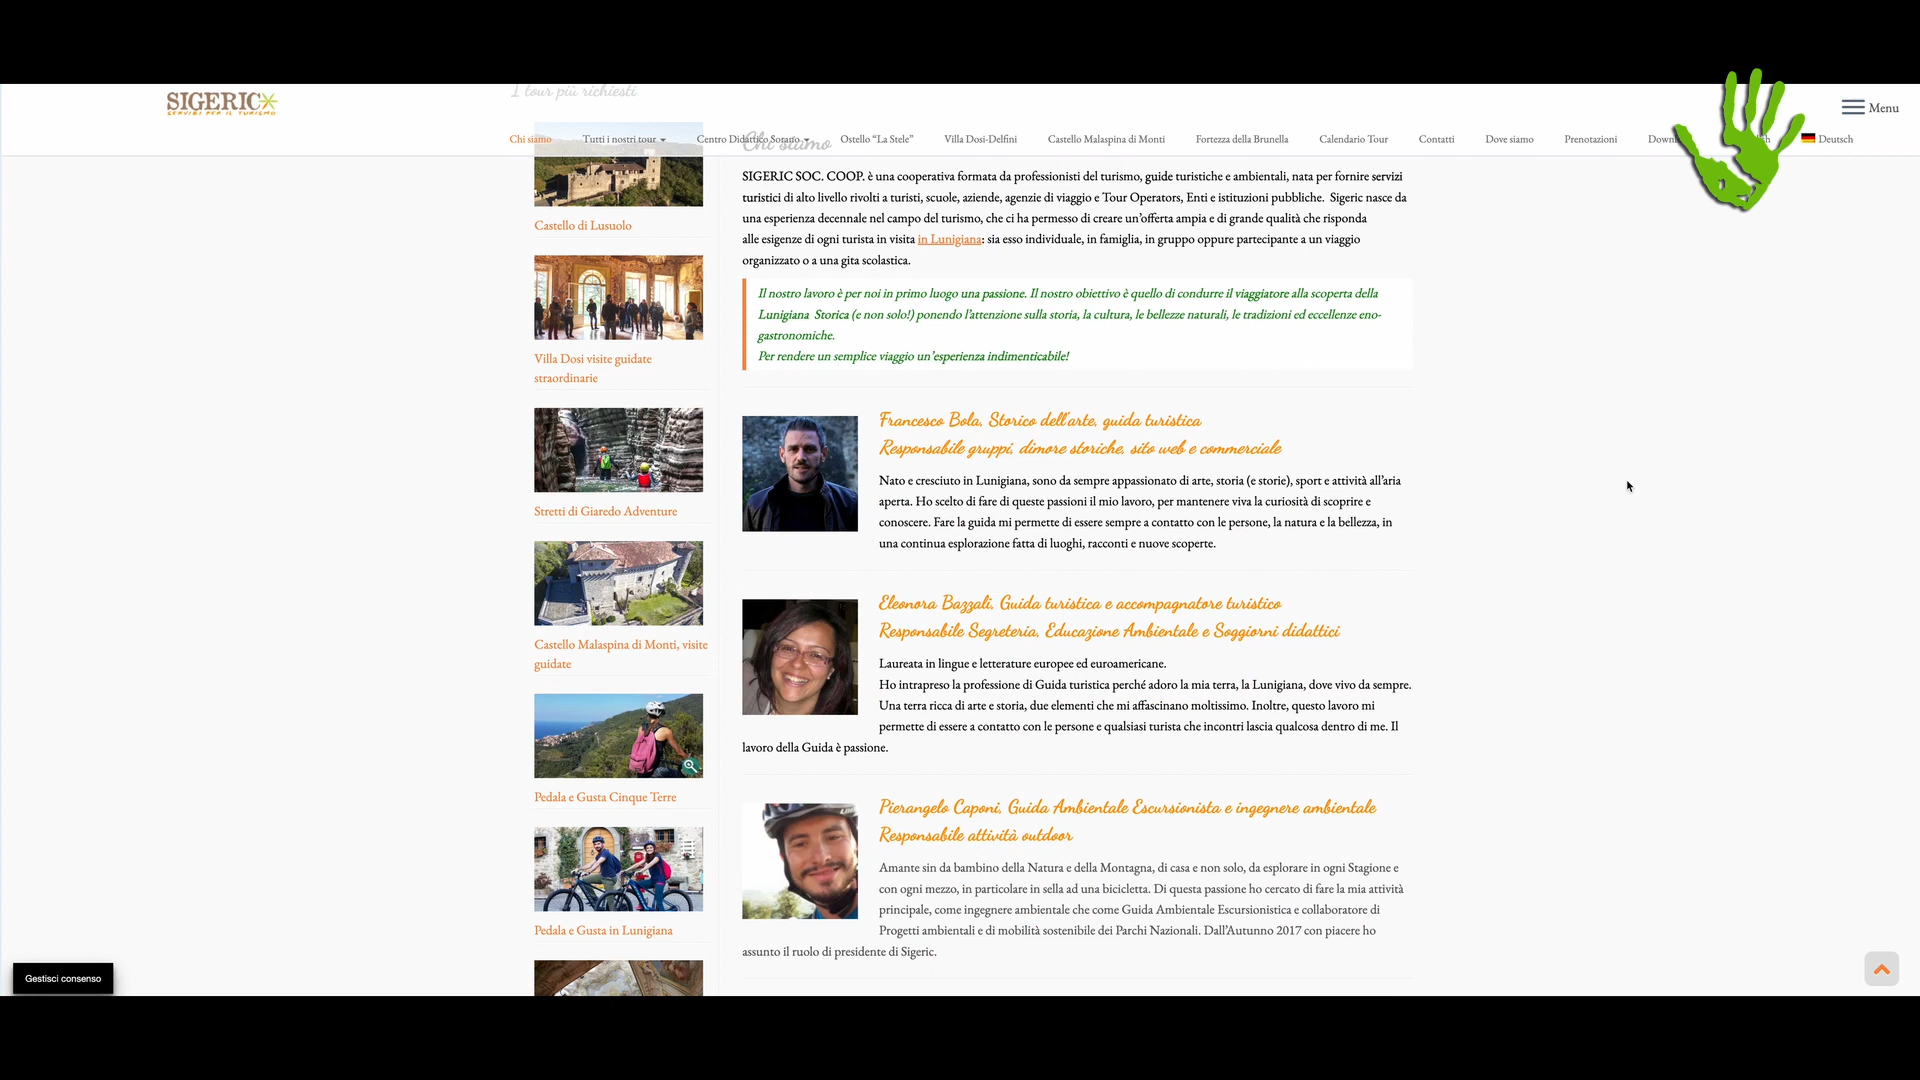 I tour più richiesti
SIGERIC
SERVIZI PER IL TURISMO
Menu
Chi siamo
Tutti i nostri tour
Centro Didattico Sorano
Ostello “La Stele”
Villa Dosi-Delfini
Castello Malaspina di Monti
Fortezza della Brunella
Calendario Tour
Contatti
Dove siamo
Prenotazioni
Deutsch
Castello di Lusuolo
Villa Dosi visite guidate
straordinarie
Stretti di Giaredo Adventure
Castello Malaspina di Monti, visite
guidate
Pedala e Gusta Cinque Terre
Pedala e Gusta in Lunigiana
Chi siamo
SIGERIC SOC. COOP. è una cooperativa formata da professionisti del turismo, guide turistiche e ambientali, nata per fornire servizi
turistici di alto livello rivolti a turisti, scuole, aziende, agenzie di viaggio e Tour Operators, Enti e istituzioni pubbliche. Sigeric nasce da
una esperienza decennale nel campo del turismo, che ci ha permesso di creare un’offerta ampia e di grande qualità che risponda
alle esigenze di ogni turista in visita in Lunigiana: sia esso individuale, in famiglia, in gruppo oppure partecipante a un viaggio
organizzato o a una gita scolastica.
Il nostro lavoro è per noi in primo luogo una passione. Il nostro obiettivo è quello di condurre il viaggiatore alla scoperta della
Lunigiana Storica (e non solo!) ponendo l’attenzione sulla storia, la cultura, le bellezze naturali, le tradizioni ed eccellenze eno-
gastronomiche.
Per rendere un semplice viaggio un’esperienza indimenticabile!
Francesco Bola, Storico dell’arte, guida turistica
Responsabile gruppi, dimore storiche, sito web e commerciale
Nato e cresciuto in Lunigiana, sono da sempre appassionato di arte, storia (e storie), sport e attività all’aria
aperta. Ho scelto di fare di queste passioni il mio lavoro, per mantenere viva la curiosità di scoprire e
conoscere. Fare la guida mi permette di essere sempre a contatto con le persone, la natura e la bellezza, in
una continua esplorazione fatta di luoghi, racconti e nuove scoperte.
Eleonora Bazzali, Guida turistica e accompagnatore turistico
Responsabile Segreteria, Educazione Ambientale e Soggiorni didattici
Laureata in lingue e letterature europee ed euroamericane.
Ho intrapreso la professione di Guida turistica perché adoro la mia terra, la Lunigiana, dove vivo da sempre.
Una terra ricca di arte e storia, due elementi che mi affascinano moltissimo. Inoltre, questo lavoro mi
permette di essere a contatto con le persone e qualsiasi turista che incontri lascia qualcosa dentro di me. Il
lavoro della Guida è passione.
Pierangelo Caponi, Guida Ambientale Escursionista e ingegnere ambientale
Responsabile attività outdoor
Amante sin da bambino della Natura e della Montagna, di casa e non solo, da esplorare in ogni Stagione e
con ogni mezzo, in particolare in sella ad una bicicletta. Di questa passione ho cercato di fare la mia attività
principale, come ingegnere ambientale che come Guida Ambientale Escursionistica e collaboratore di
Progetti ambientali e di mobilità sostenibile dei Parchi Nazionali. Dall’Autunno 2017 con piacere ho
assunto il ruolo di presidente di Sigeric.
Gestisci consenso